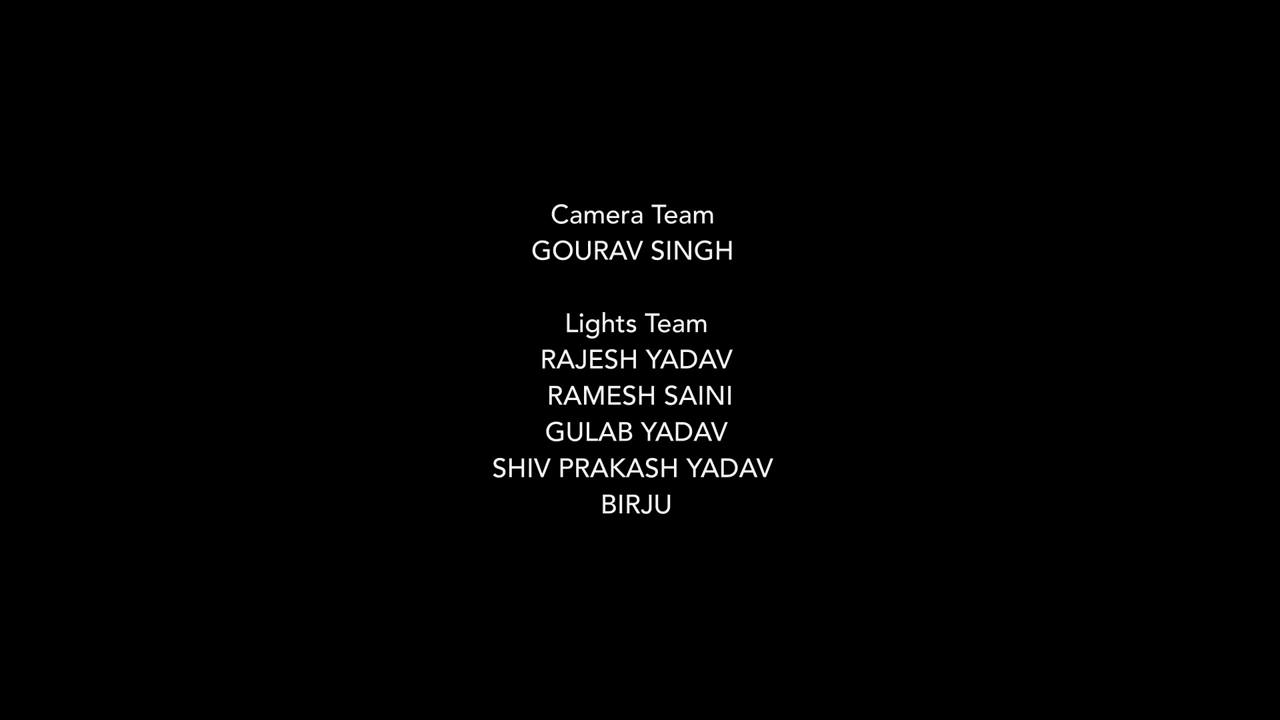 Camera Team
GOURAV SINGH
Lights Team
RAJESH YADAV
RAMESH SAINI
GULAB YADAV
SHIV PRAKASH YADAV
BIRJU